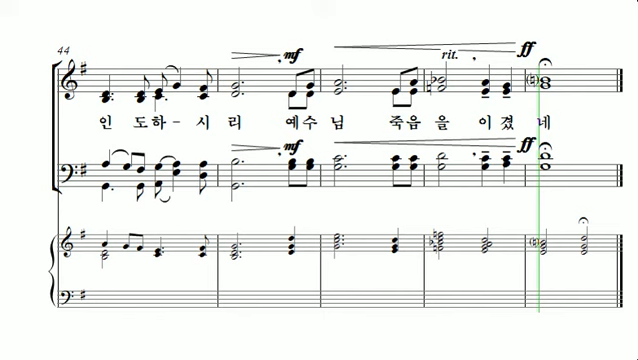 44
mf
rit.
ff
인 도하 - 시 리 예수 님 죽음 을 이 겼 네
mf
ff